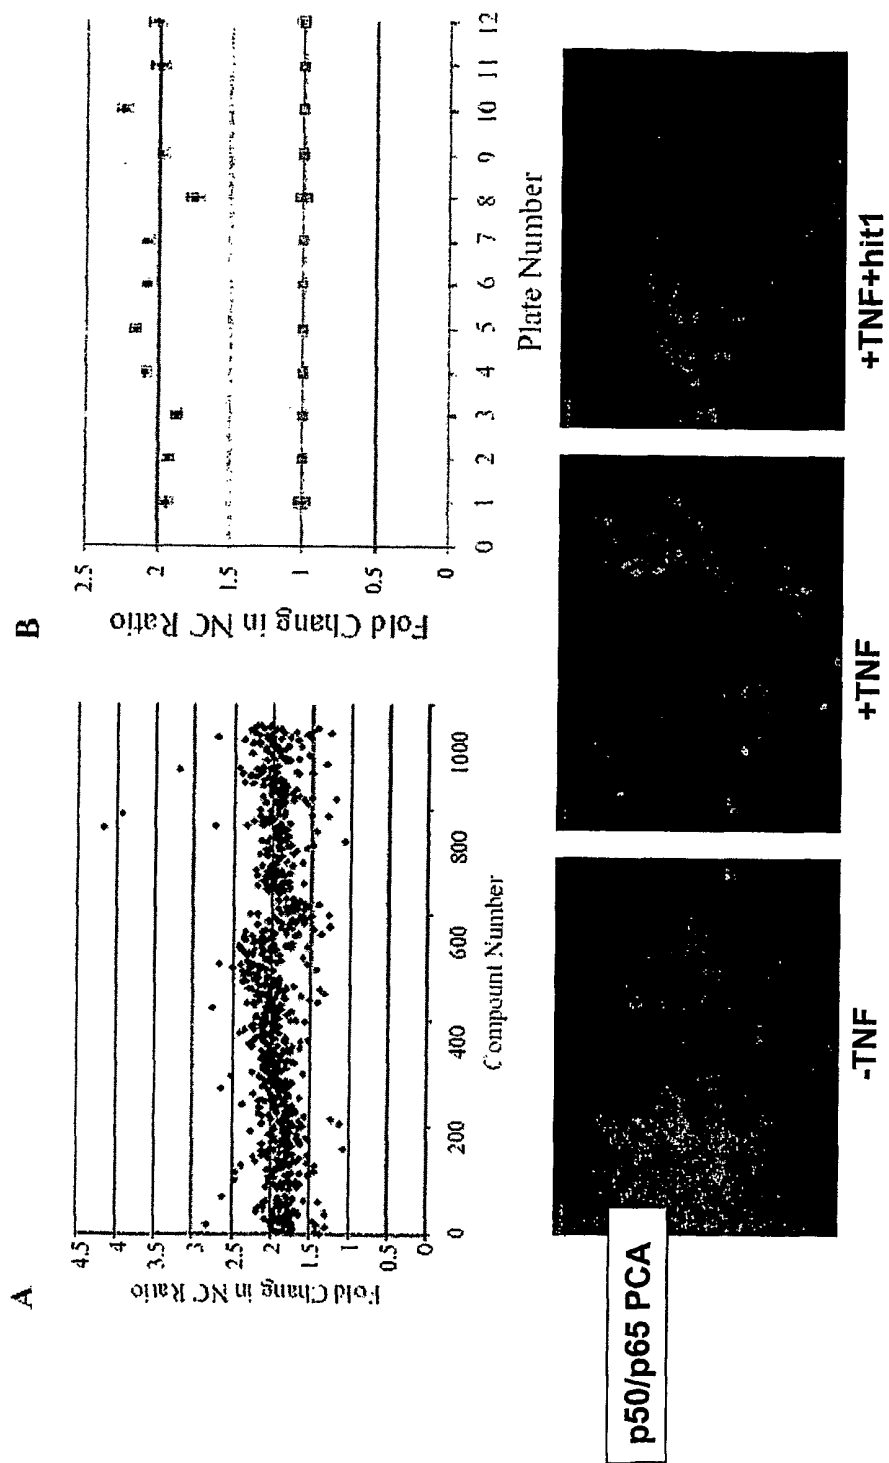 A
Fold Chang in NC Ratio
4.5
4
3.5
3
2.5
2
1.5
1
0.5
0
0 200 400 600 800 1000
Compound Number
B
Fold Chang in NC Ratio
2.5
2
1.5
1
0.5
0
0 1 2 3 4 5 6 7 8 9 10 11 12
Plate Number
p50/p65 PCA
-TNF
+TNF
+TNF+hit1